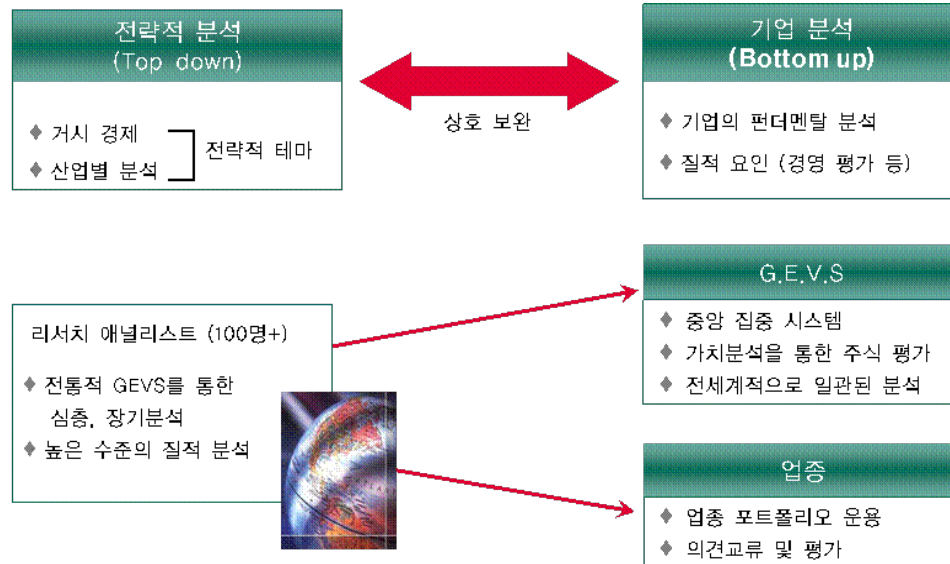 전략적 분석
(Top down)
◆ 거시 경제
◆ 산업별 분석
전략적 테마
상호 보완
기업 분석
(Bottom up)
◆ 기업의 펀더멘탈 분석
◆ 질적 요인 (경영 평가 등)
리서치 애널리스트 (100명+)
◆ 전통적 GEVS를 통한
심층, 장기분석
◆ 높은 수준의 질적 분석
G.E.V.S
◆ 중앙 집중 시스템
◆ 가치분석을 통한 주식 평가
◆ 전세계적으로 일관된 분석
업종
◆ 업종 포트폴리오 운용
◆ 의견교류 및 평가